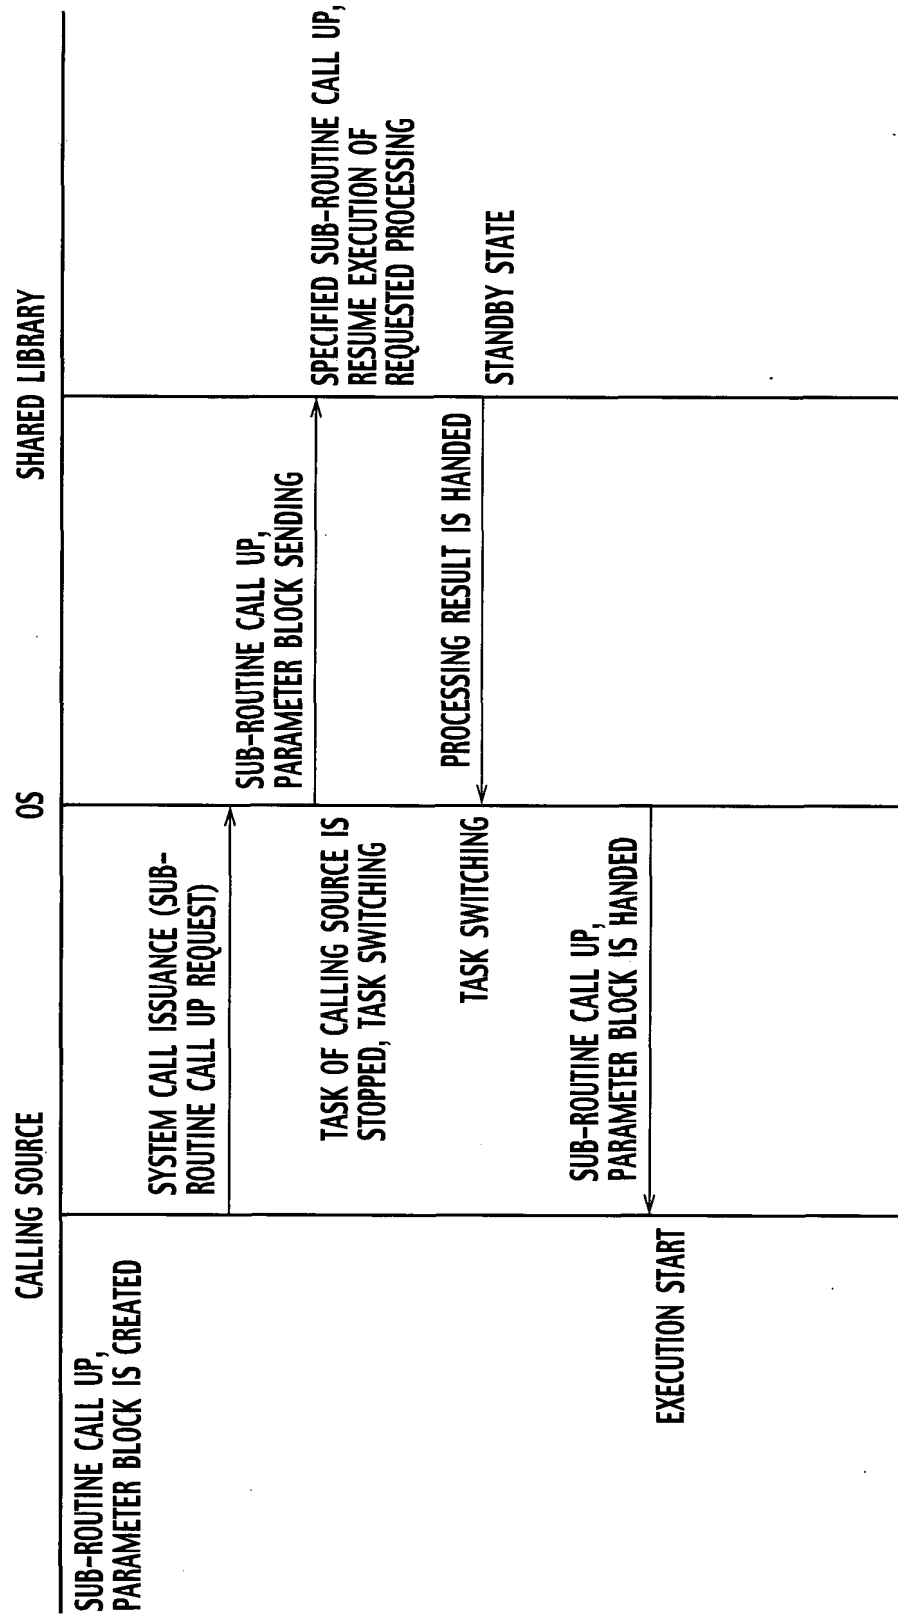 CALLING SOURCE
OS
SHARED LIBRARY
SUB-ROUTINE CALL UP,
PARAMETER BLOCK IS CREATED
SYSTEM CALL ISSUANCE (SUB-
ROUTINE CALL UP REQUEST)
SUB-ROUTINE CALL UP,
PARAMETER BLOCK SENDING
TASK OF CALLING SOURCE IS
STOPPED, TASK SWITCHING
SPECIFIED SUB-ROUTINE CALL UP,
RESUME EXECUTION OF
REQUESTED PROCESSING
PROCESSING RESULT IS HANDED
TASK SWITCHING
STANDBY STATE
SUB-ROUTINE CALL UP,
PARAMETER BLOCK IS HANDED
EXECUTION START